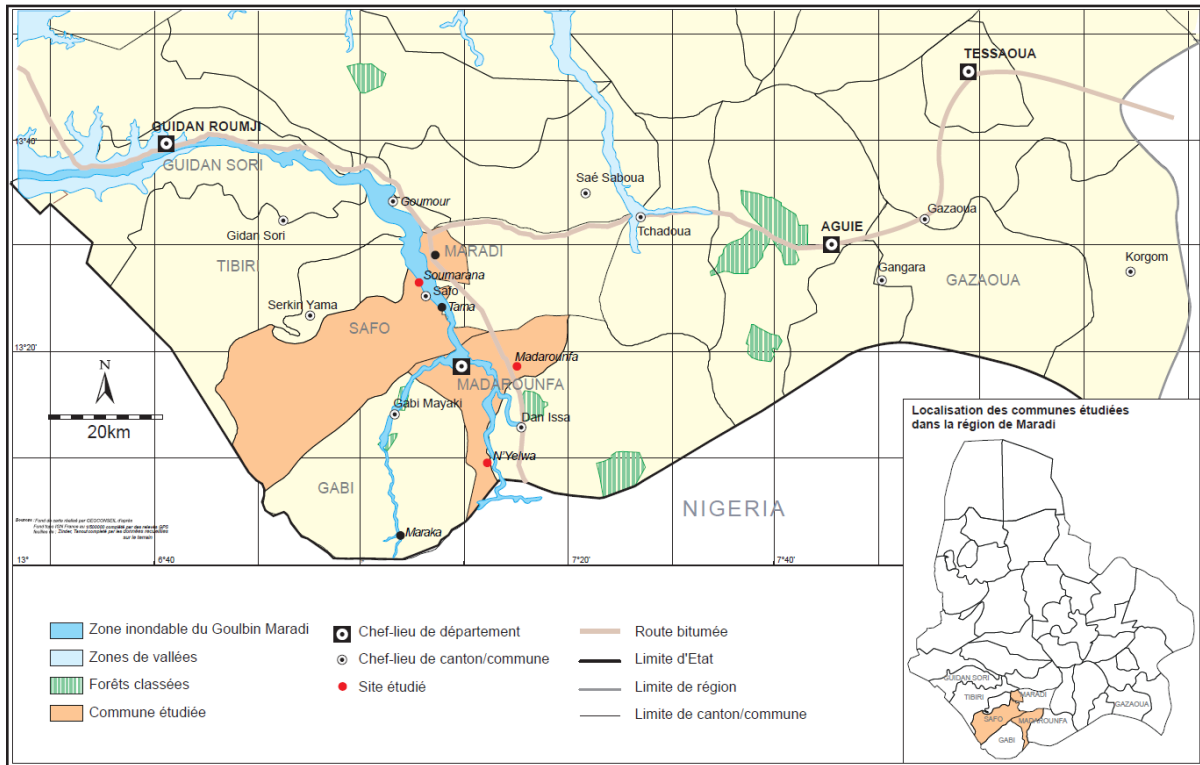 TESSAOUA
GUIDAN ROUMJI
13°40'
GUIDAN SORI
Saé Saboua
Goumour
Gazaoua
Tchadoua
AGUIE
Gidan Sori
MARADI
Korgom
TIBIRI
Soumarana
Gangara
GAZAOUA
Safo
Tama
Serkin Yama
SAFO
13°20'
Madarounfa
N
MADAROUNFA
Gabi Mayaki
Dan Issa
20km
N'Yelwa
GABI
NIGERIA
Maraka
13°
6°40
7°20
7°40
Localisation des communes étudiées
dans la région de Maradi
GUIDAN SORI
MARADI
TIBIRI
GAZAOUA
SAFO
MADAROUNFA
GABI
Zone inondable du Goulbin Maradi
Zones de vallées
Forêts classées
Commune étudiée
Chef-lieu de département
Chef-lieu de canton/commune
Site étudié
Route bitumée
Limite d'Etat
Limite de région
Limite de canton/commune